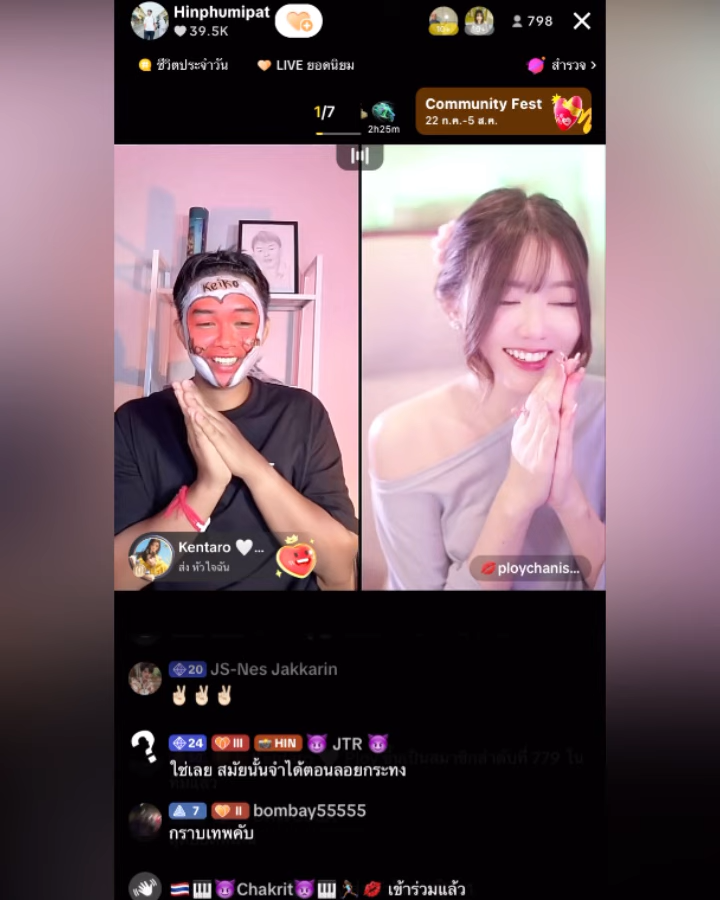 Hinphumipat
39.5K
798
ชีวิตประจำวัน
LIVE ยอดนิยม
สำรวจ
1/7
2h25m
Community Fest
22 ก.ค.-5 ส.ค.
Keiko
Kentaro 🤍...
ส่ง หัวใจฉัน
💋ploychanis...
20 JS-Nes Jakkarin
✌🏻✌🏻✌🏻
24 III HIN 😈 JTR 😈
ใช่เลย สมัยนั้นจำได้ตอนลอยกระทง
7 II bombay55555
กราบเทพคับ
🇹🇭🎹😈Chakrit😈🎹🏃🏿💋 เข้าร่วมแล้ว